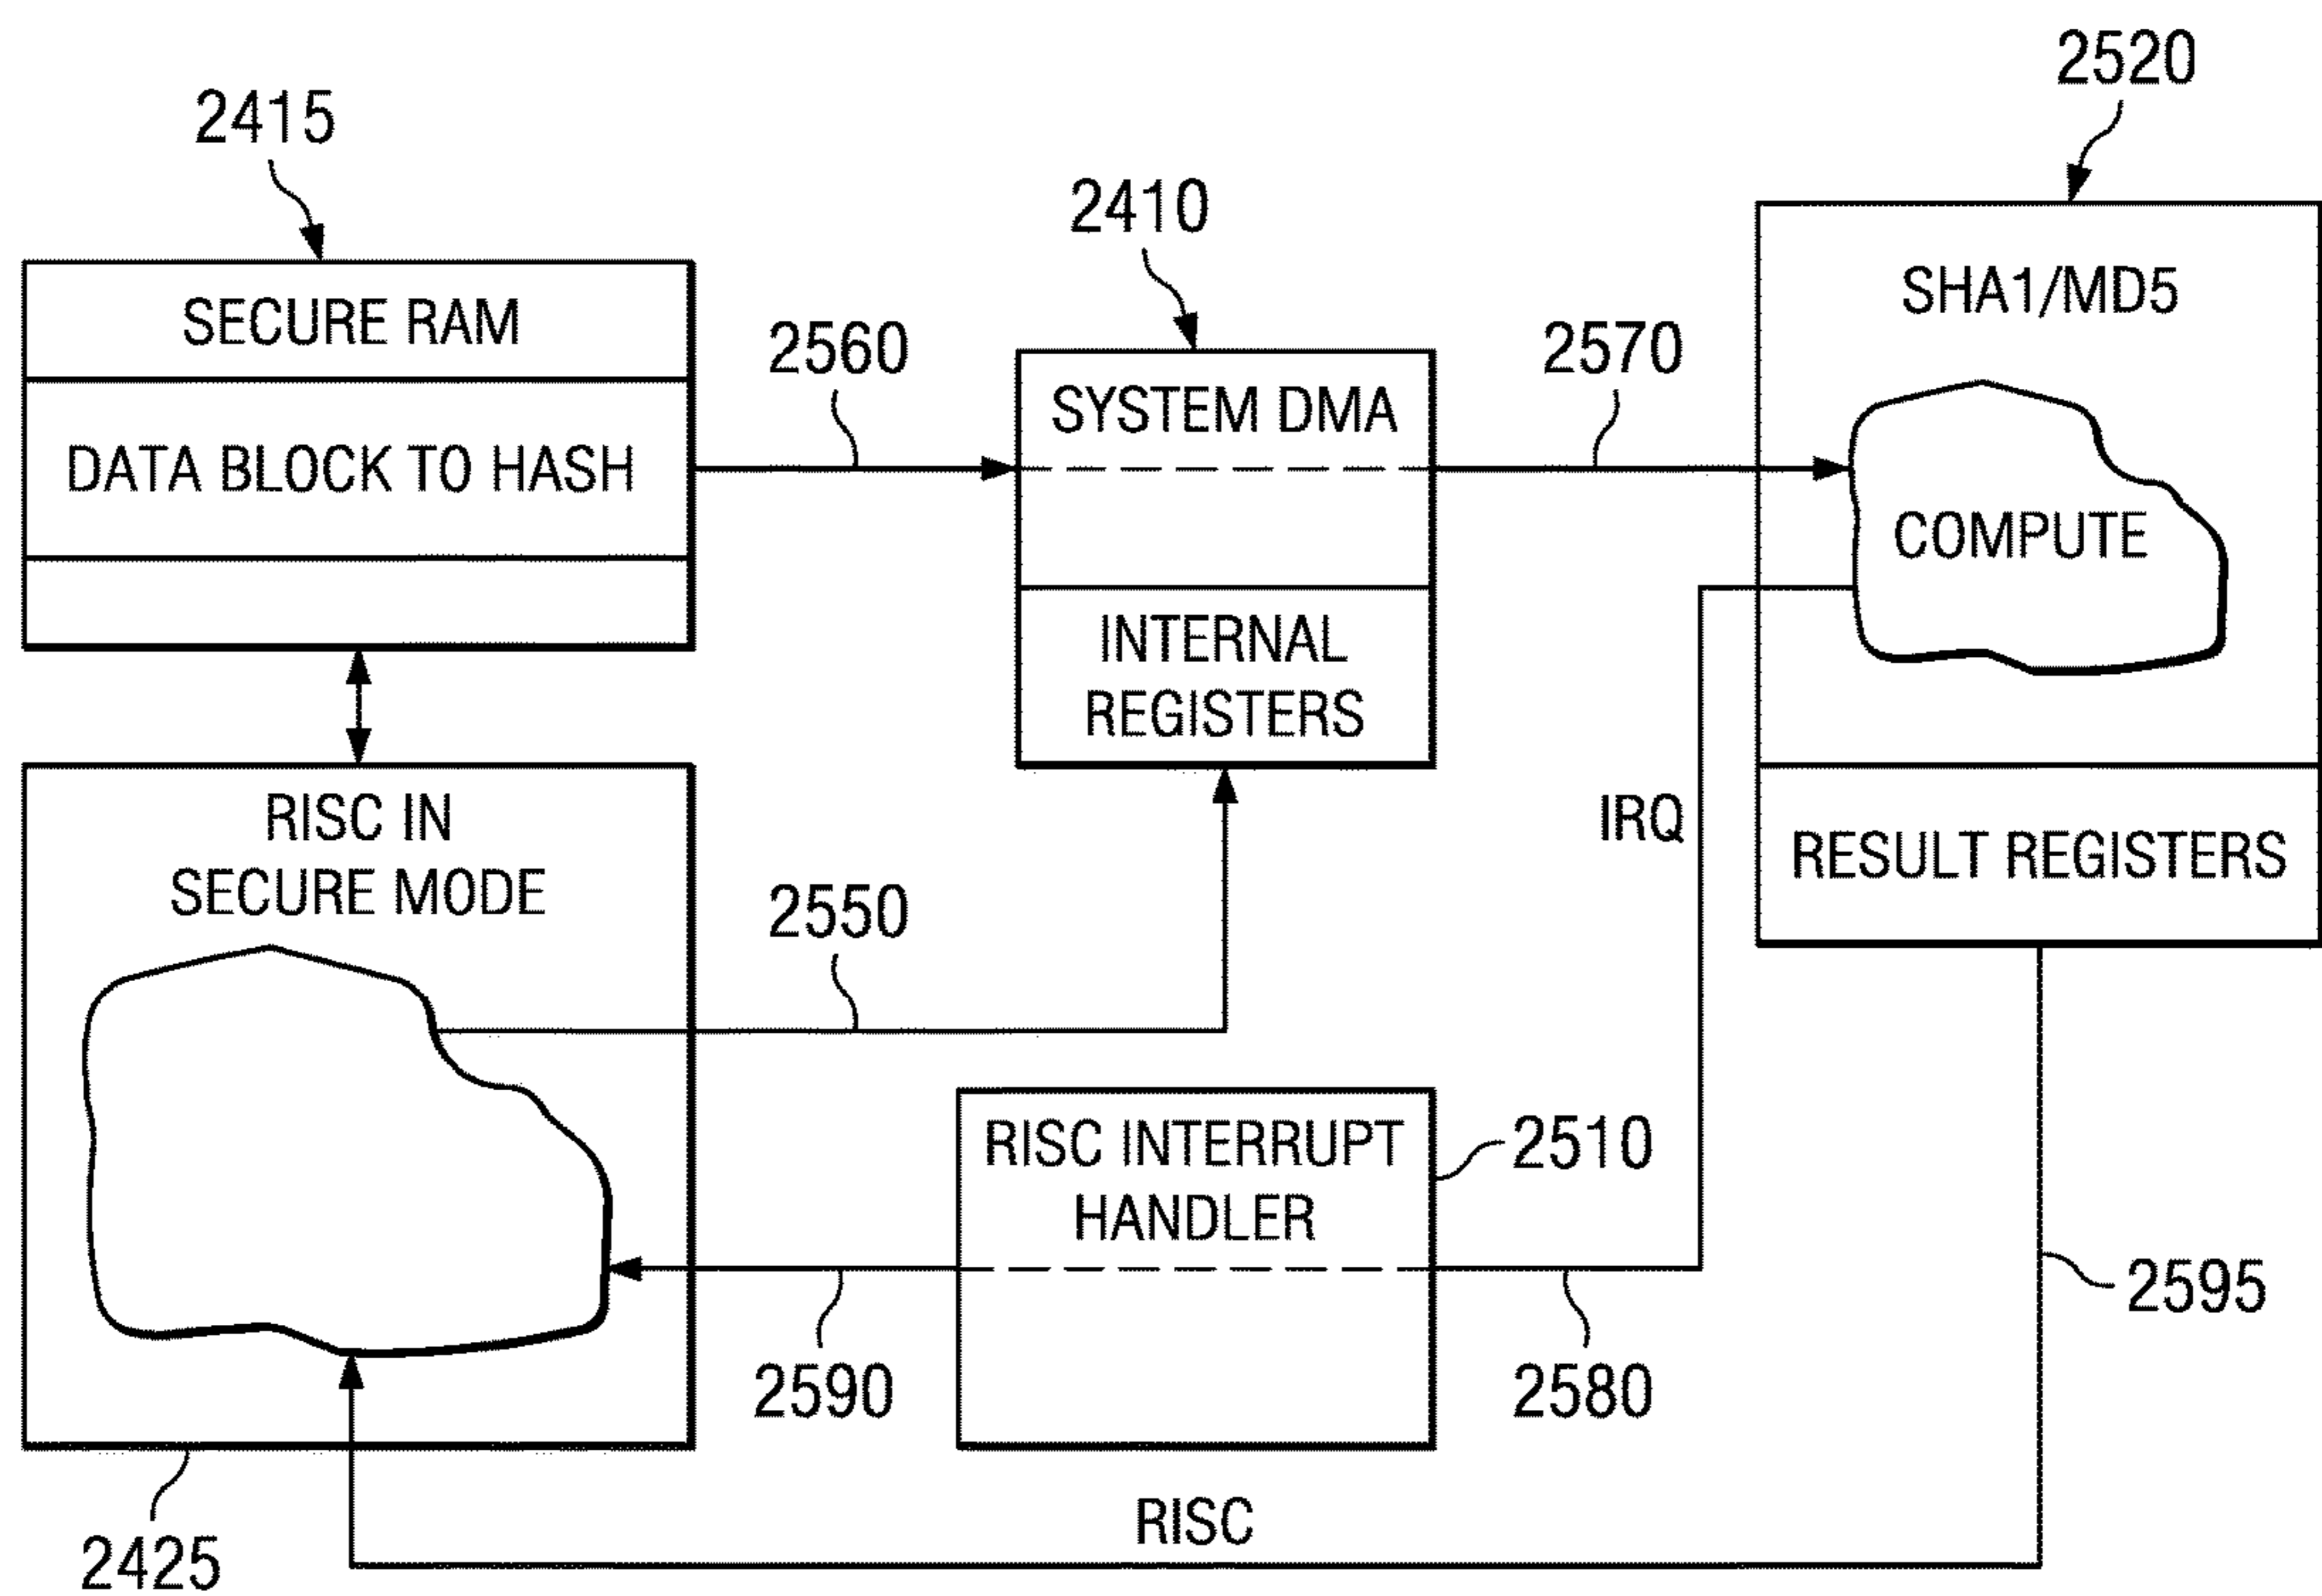 2520
2415
2410
SECURE RAM
SHA1/MD5
2560
2570
SYSTEM DMA
DATA BLOCK TO HASH
COMPUTE
INTERNAL
REGISTERS
RISC IN
SECURE MODE
IRQ
RESULT REGISTERS
2550
RISC INTERRUPT
HANDLER
2510
2595
2590
2580
RISC
2425